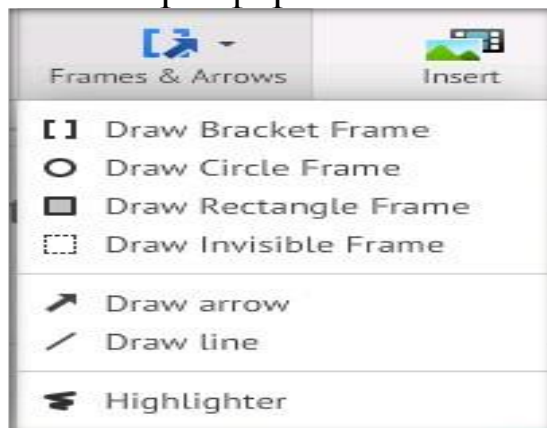 Frames & Arrows
Insert
Draw Bracket Frame
Draw Circle Frame
Draw Rectangle Frame
Draw Invisible Frame
Draw arrow
Draw line
Highlighter